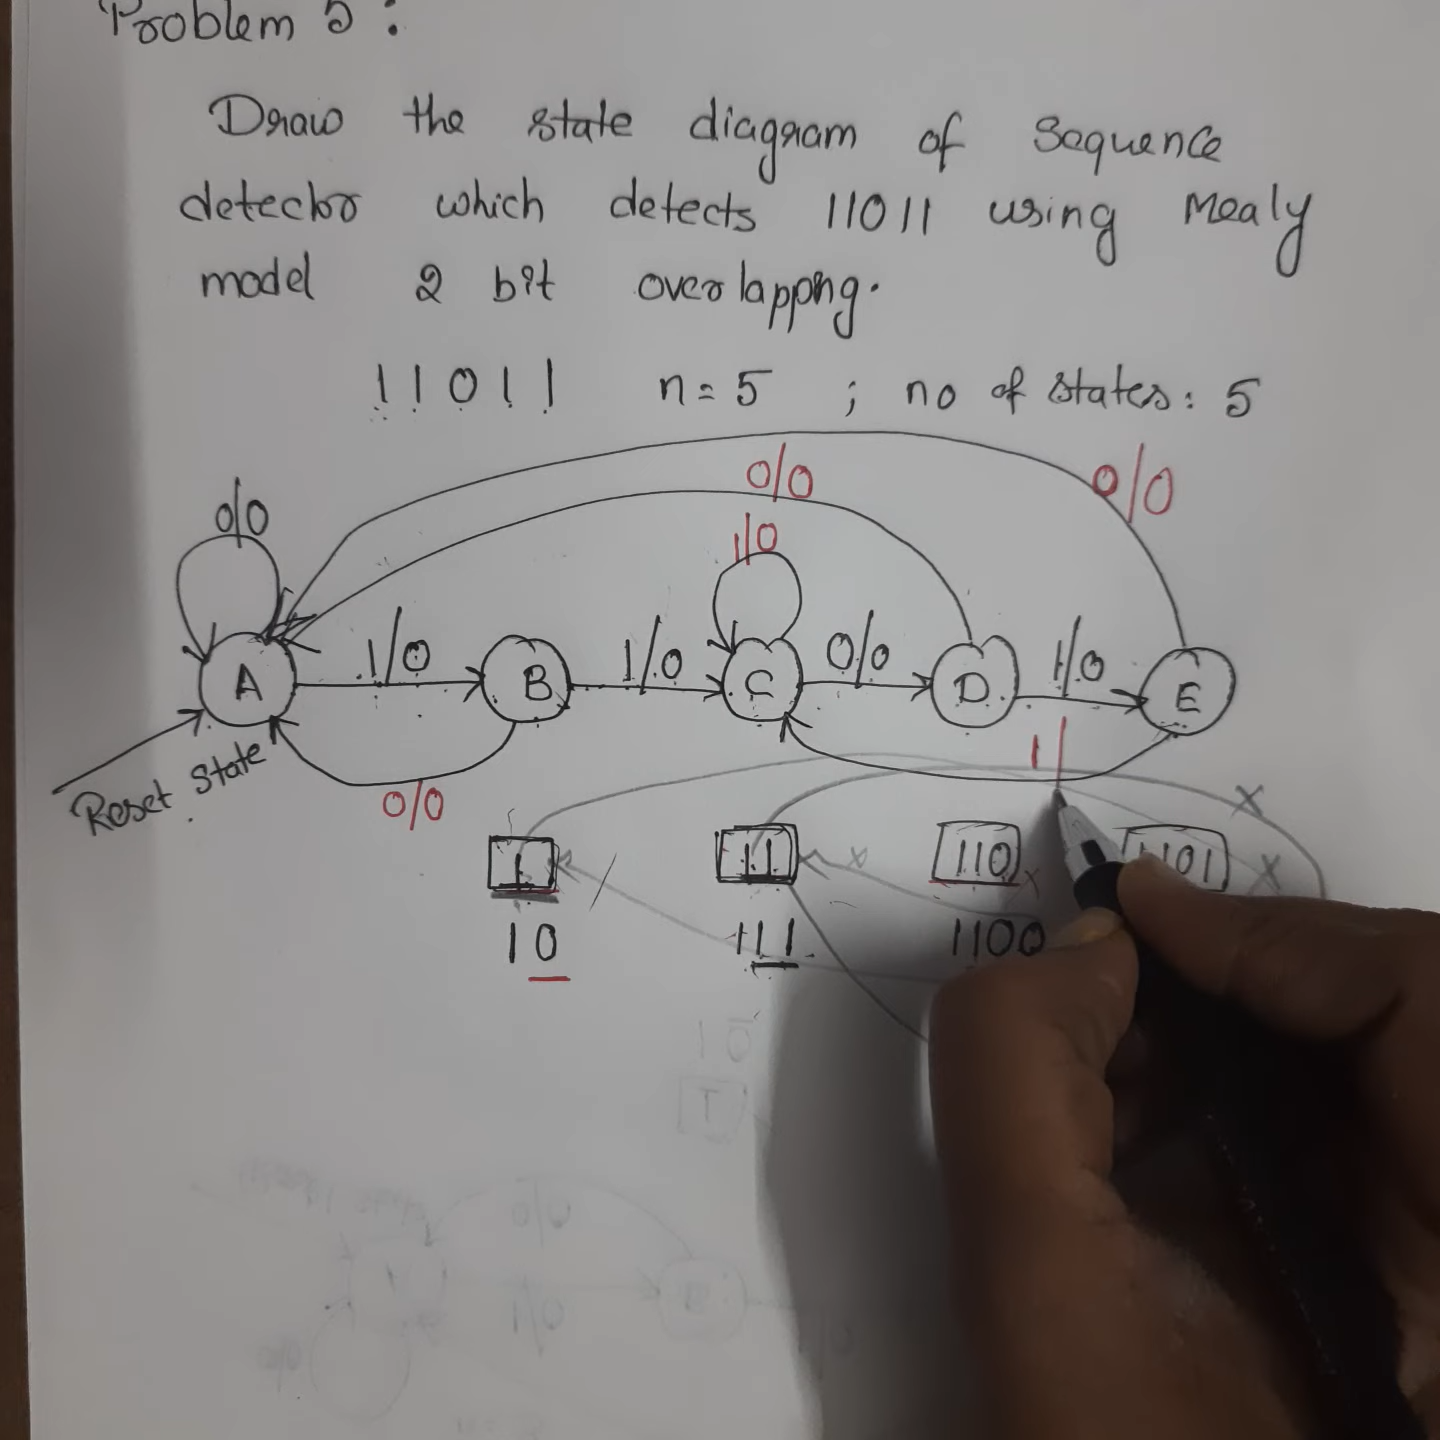 Problem 5 :
Draw the state diagram of Sequence
detector which detects 11011 using Mealy
model 2 bit overlapping.
11011 n = 5 ; no of states: 5
0/0 0/0
0/0 1/0
1/0 1/0 0/0 1/0
A B C D E
Reset State 0/0 1/
1 11 110 1101
10 111 1100